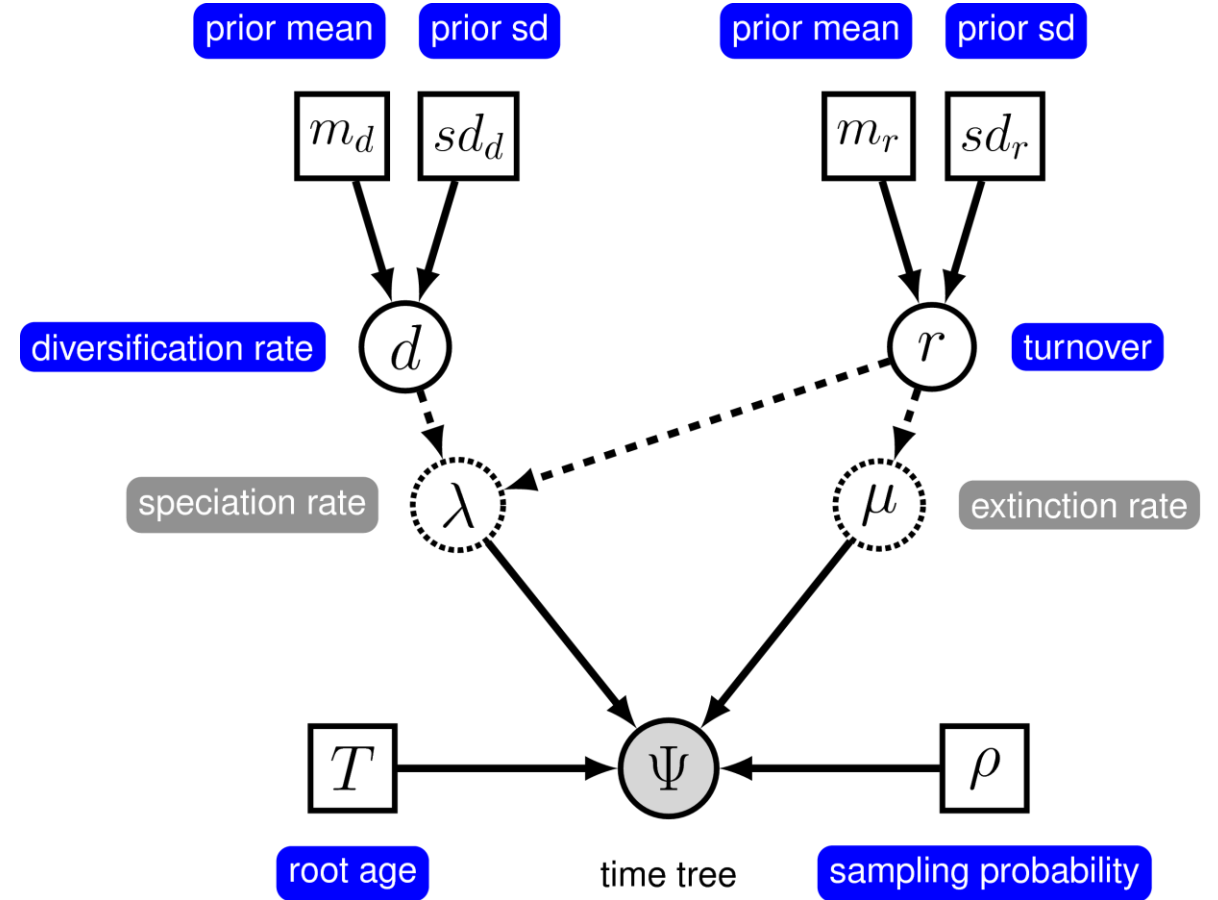 prior mean prior sd prior mean prior sd
m_d sd_d m_r sd_r
diversification rate d r turnover
speciation rate λ μ extinction rate
T Ψ ρ
root age time tree sampling probability